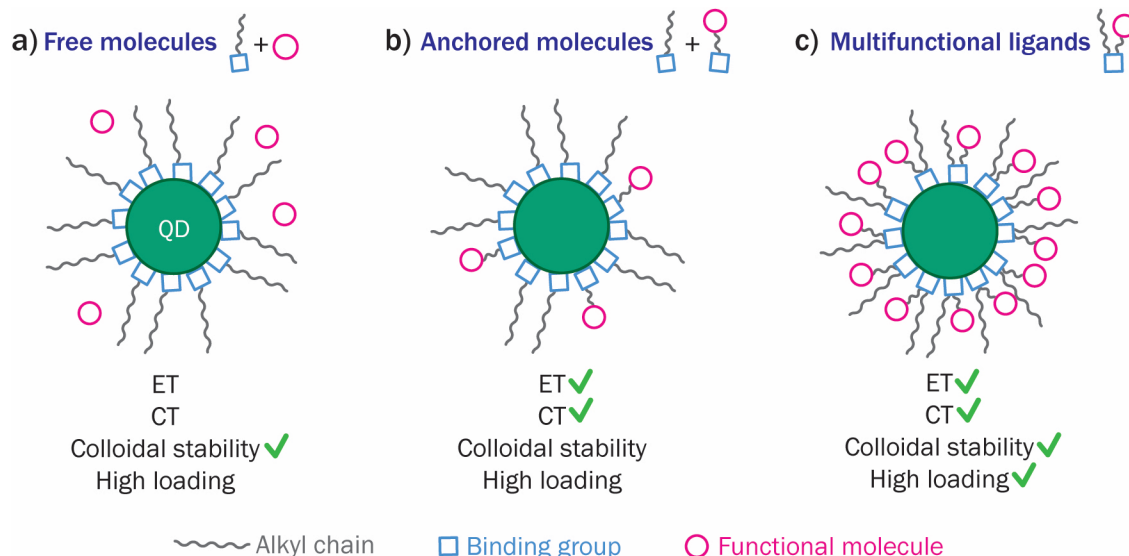 a) Free molecules +
b) Anchored molecules +
c) Multifunctional ligands
QD
ET
CT
Colloidal stability ✓
High loading
ET ✓
CT ✓
Colloidal stability
High loading
ET ✓
CT ✓
Colloidal stability ✓
High loading ✓
Alkyl chain
Binding group
Functional molecule